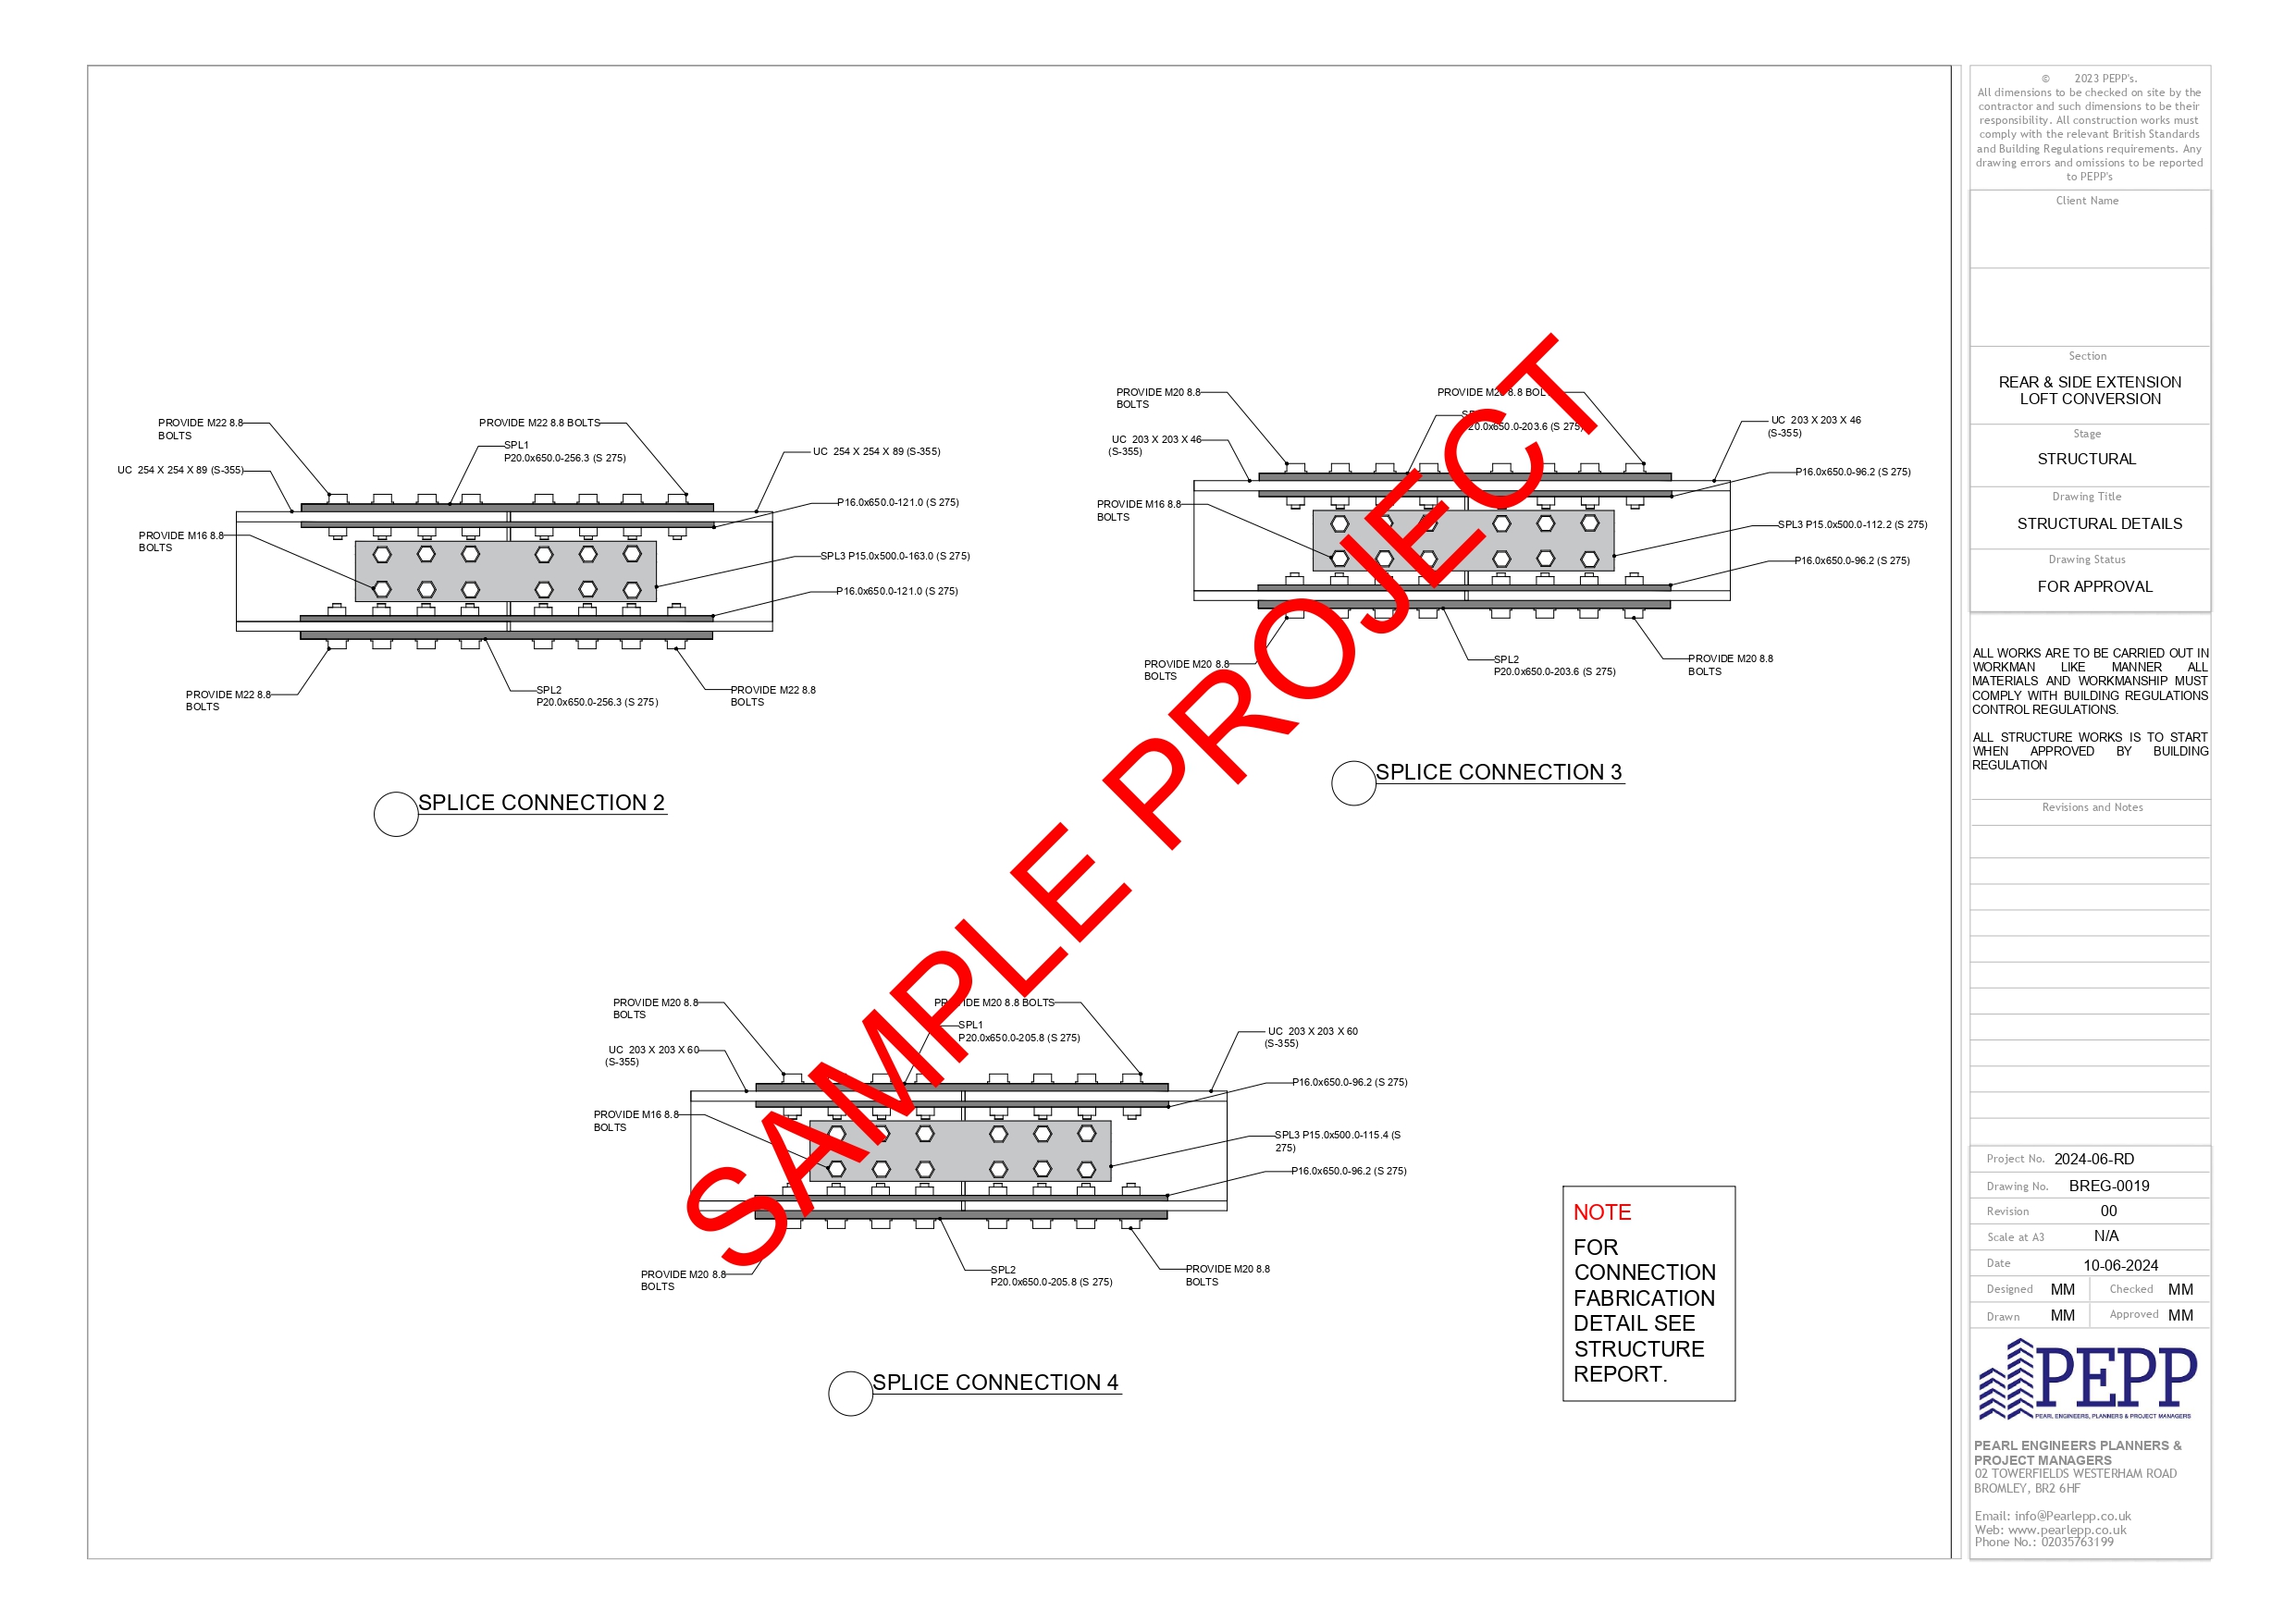 PROVIDE M22 8.8
BOLTS
PROVIDE M22 8.8 BOLTS
SPL1
P20.0x650.0-256.3 (S 275)
UC 254 X 254 X 89 (S-355)
UC 254 X 254 X 89 (S-355)
P16.0x650.0-121.0 (S 275)
PROVIDE M16 8.8
BOLTS
SPL3 P15.0x500.0-163.0 (S 275)
P16.0x650.0-121.0 (S 275)
PROVIDE M22 8.8
BOLTS
SPL2
P20.0x650.0-256.3 (S 275)
PROVIDE M22 8.8
BOLTS
SPLICE CONNECTION 2
PROVIDE M20 8.8
BOLTS
PROVIDE 8.8
20.0x650.0-203.6 (S 275)
UC 203 X 203 X 46
(S-355)
UC 203 X 203 X 46
(S-355)
P16.0x650.0-96.2 (S 275)
PROVIDE M16 8.8
BOLTS
SPL3 P15.0x500.0-112.2 (S 275)
P16.0x650.0-96.2 (S 275)
PROVIDE M20 8.8
BOLTS
SPL2
P20.0x650.0-203.6 (S 275)
PROVIDE M20 8.8
BOLTS
SPLICE CONNECTION 3
SAMPLE PROJECT
PROVIDE M20 8.8
BOLTS
PROVIDE M20 8.8 BOLTS
SPL1
P20.0x650.0-205.8 (S 275)
UC 203 X 203 X 60
(S-355)
UC 203 X 203 X 60
(S-355)
P16.0x650.0-96.2 (S 275)
PROVIDE M16 8.8
BOLTS
SPL3 P15.0x500.0-115.4 (S
275)
P16.0x650.0-96.2 (S 275)
PROVIDE M20 8.8
BOLTS
SPL2
P20.0x650.0-205.8 (S 275)
PROVIDE M20 8.8
BOLTS
SPLICE CONNECTION 4
NOTE
FOR
CONNECTION
FABRICATION
DETAIL SEE
STRUCTURE
REPORT.
© 2023 PEPP's.
All dimensions to be checked on site by the
contractor and such dimensions to be their
responsibility. All construction works must
comply with the relevant British Standards
and Building Regulations requirements. Any
drawing errors and omissions to be reported
to PEPP's
Client Name
Section
REAR & SIDE EXTENSION
LOFT CONVERSION
Stage
STRUCTURAL
Drawing Title
STRUCTURAL DETAILS
Drawing Status
FOR APPROVAL
ALL WORKS ARE TO BE CARRIED OUT IN
WORKMAN LIKE MANNER ALL
MATERIALS AND WORKMANSHIP MUST
COMPLY WITH BUILDING REGULATIONS
CONTROL REGULATIONS.
ALL STRUCTURE WORKS IS TO START
WHEN APPROVED BY BUILDING
REGULATION
Revisions and Notes
Project No. 2024-06-RD
Drawing No. BREG-0019
Revision 00
Scale at A3 N/A
Date 10-06-2024
Designed MM Checked MM
Drawn MM Approved MM
PEPP
PEARL ENGINEERS, PLANNERS & PROJECT MANAGERS
PEARL ENGINEERS PLANNERS &
PROJECT MANAGERS
02 TOWERFIELDS WESTERHAM ROAD
BROMLEY, BR2 6HF
Email: info@Pearlepp.co.uk
Web: www.pearlepp.co.uk
Phone No.: 02035763199